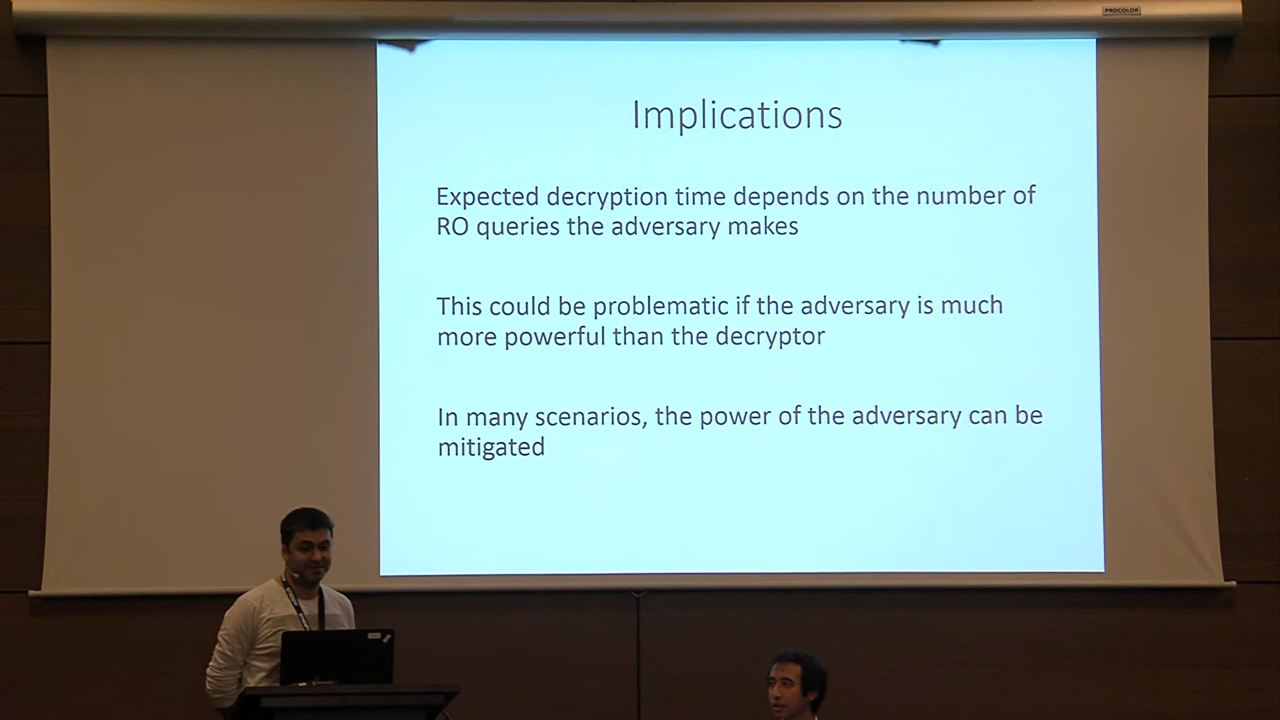 PROCOLOR
Implications
Expected decryption time depends on the number of
RO queries the adversary makes
This could be problematic if the adversary is much
more powerful than the decryptor
In many scenarios, the power of the adversary can be
mitigated